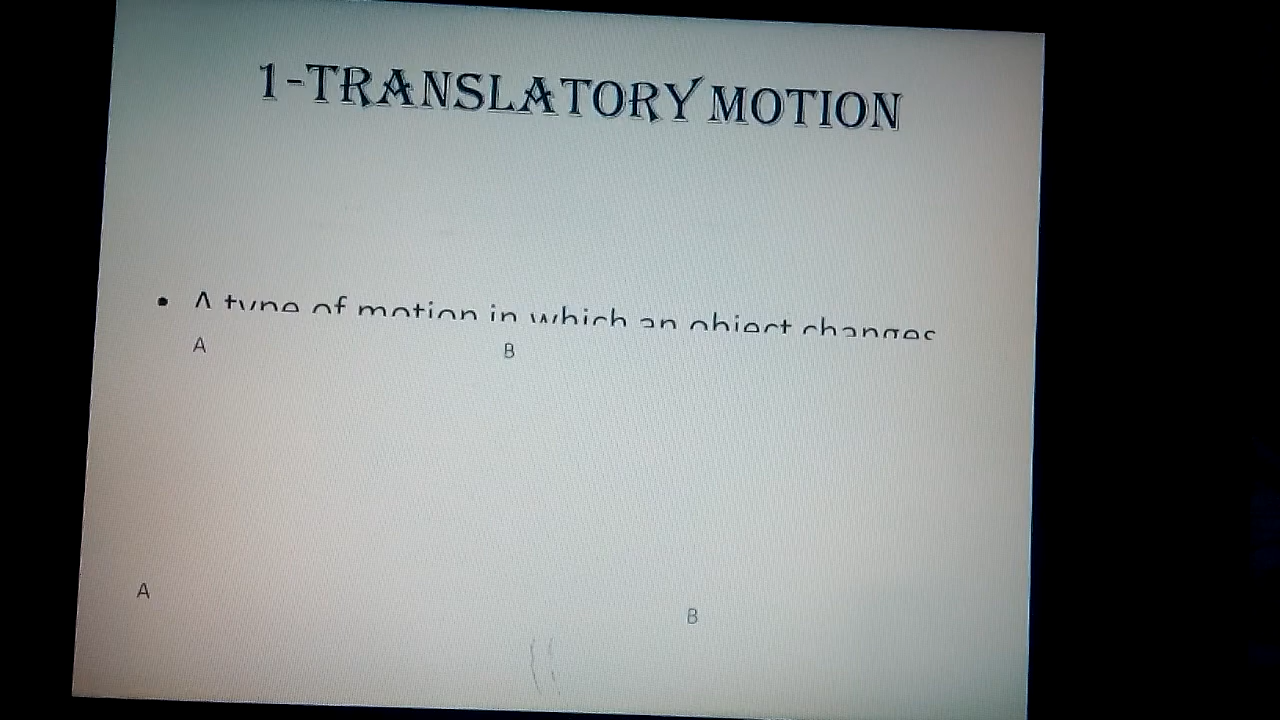 1-TRANSLATORY MOTION
• A type of motion in which an object changes
A B
A B